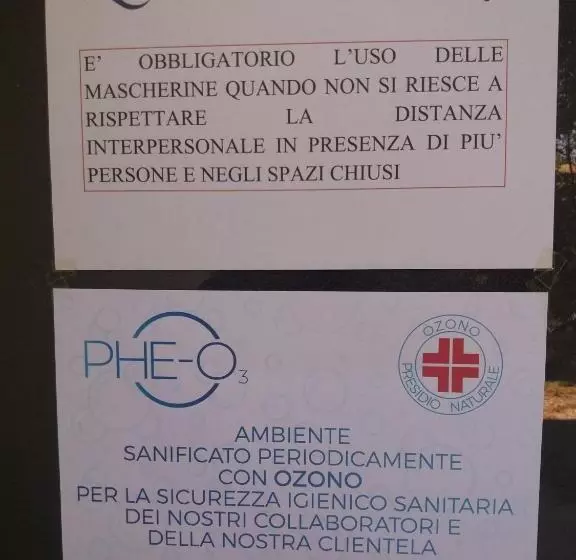 E' OBBLIGATORIO L'USO DELLE
MASCHERINE QUANDO NON SI RIESCE A
RISPETTARE LA DISTANZA
INTERPERSONALE IN PRESENZA DI PIU'
PERSONE E NEGLI SPAZI CHIUSI
PHE-O3
OZONO
PRESIDIO NATURALE
AMBIENTE
SANIFICATO PERIODICAMENTE
CON OZONO
PER LA SICUREZZA IGIENICO SANITARIA
DEI NOSTRI COLLABORATORI E
DELLA NOSTRA CLIENTELA